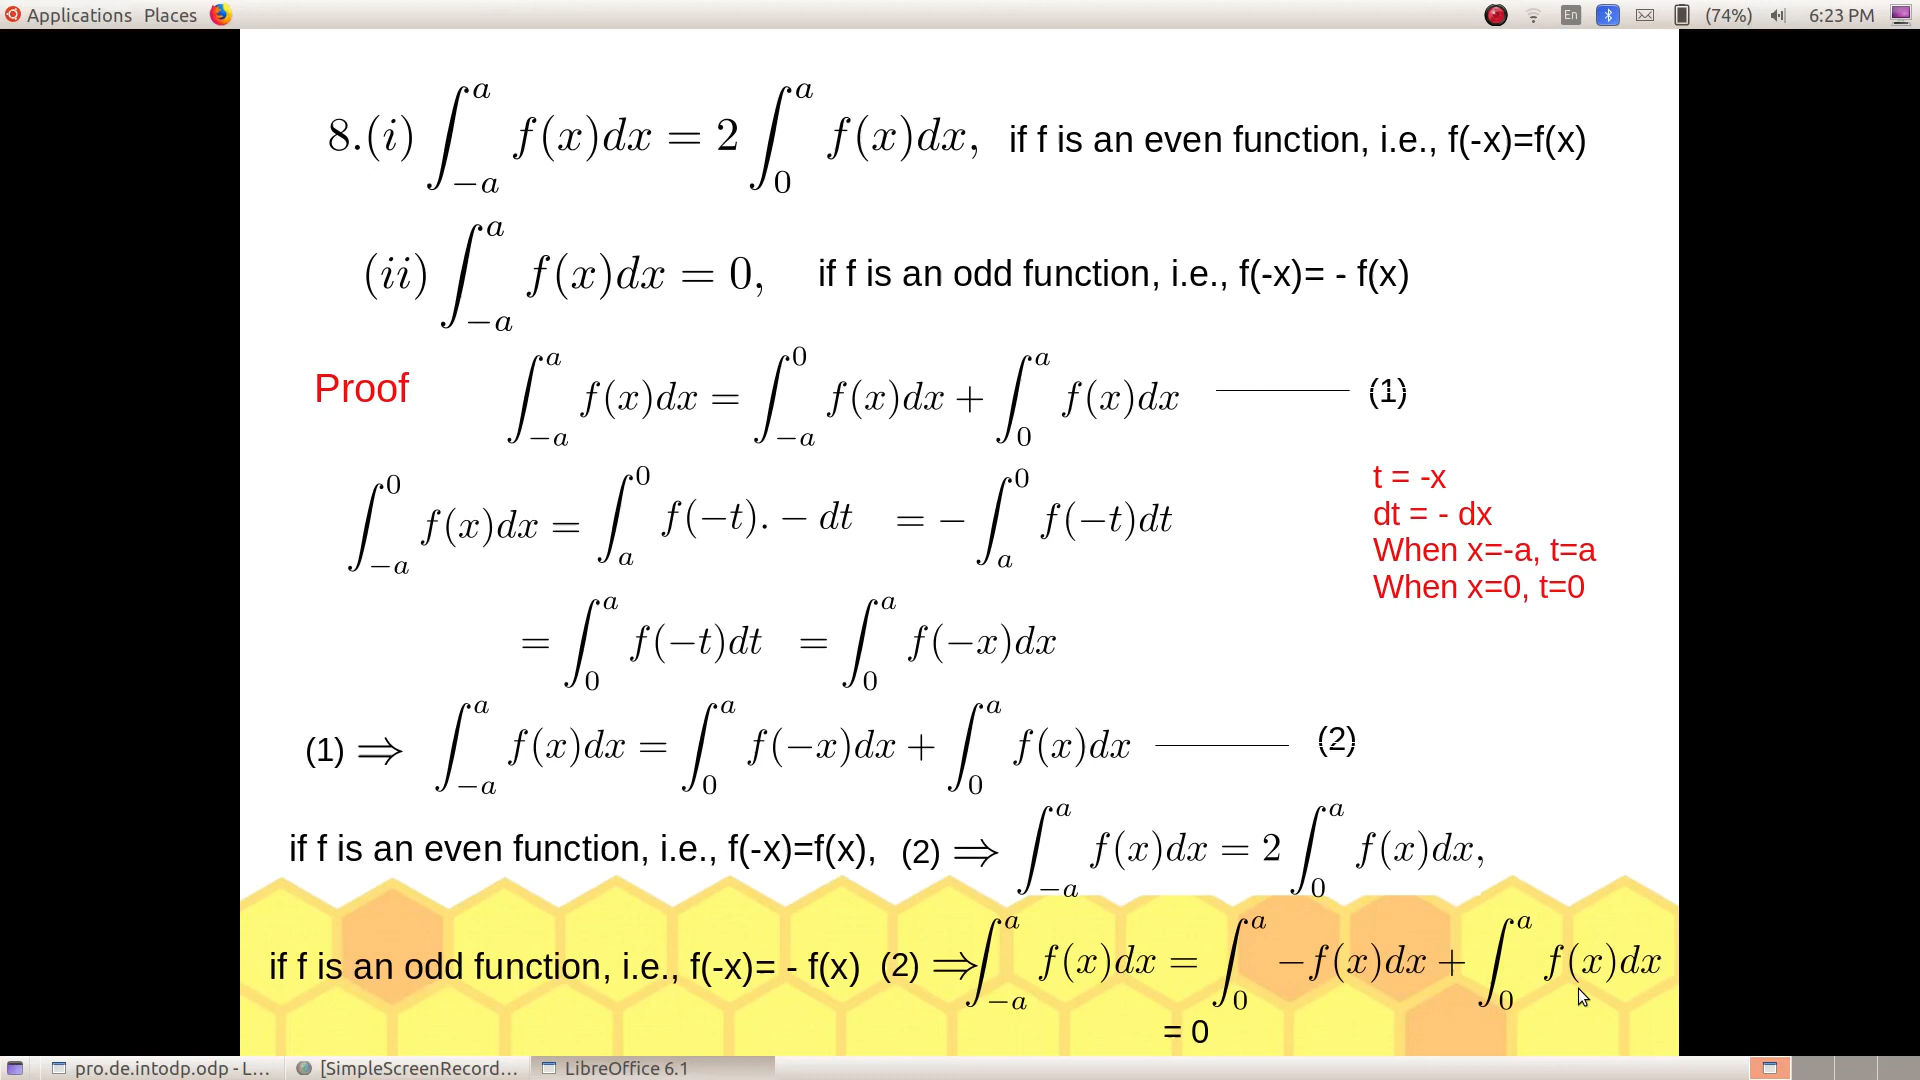 Applications Places En (74%) 6:23 PM
8.(i) ∫_{-a}^{a} f(x)dx = 2 ∫_{0}^{a} f(x)dx, if f is an even function, i.e., f(-x)=f(x)
(ii) ∫_{-a}^{a} f(x)dx = 0, if f is an odd function, i.e., f(-x)= - f(x)
Proof ∫_{-a}^{a} f(x)dx = ∫_{-a}^{0} f(x)dx + ∫_{0}^{a} f(x)dx (1)
∫_{-a}^{0} f(x)dx = ∫_{a}^{0} f(−t). − dt = − ∫_{a}^{0} f(−t)dt
t = -x
dt = - dx
When x=-a, t=a
When x=0, t=0
= ∫_{0}^{a} f(−t)dt = ∫_{0}^{a} f(−x)dx
(1) ⟹ ∫_{-a}^{a} f(x)dx = ∫_{0}^{a} f(−x)dx + ∫_{0}^{a} f(x)dx (2)
if f is an even function, i.e., f(-x)=f(x), (2) ⟹ ∫_{-a}^{a} f(x)dx = 2 ∫_{0}^{a} f(x)dx,
if f is an odd function, i.e., f(-x)= - f(x) (2) ⟹ ∫_{-a}^{a} f(x)dx = ∫_{0}^{a} −f(x)dx + ∫_{0}^{a} f(x)dx
= 0
pro.de.intodp.odp - L... [SimpleScreenRecord... LibreOffice 6.1